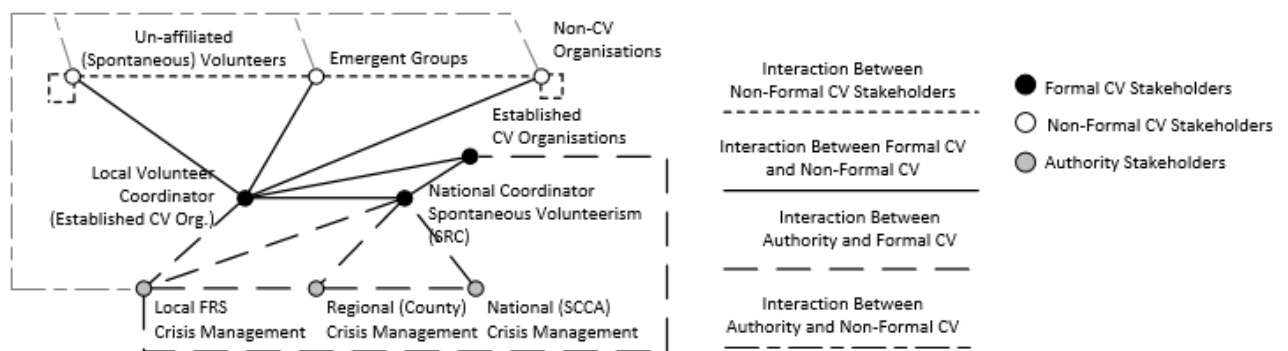 Un-affiliated
(Spontaneous) Volunteers
Emergent Groups
Non-CV
Organisations
Established
CV Organisations
Local Volunteer
Coordinator
(Established CV Org.)
National Coordinator
Spontaneous Volunteerism
(SRC)
Local FRS
Crisis Management
Regional (County)
Crisis Management
National (SCCA)
Crisis Management
Interaction Between
Non-Formal CV Stakeholders
Interaction Between Formal CV
and Non-Formal CV
Interaction Between
Authority and Formal CV
Interaction Between
Authority and Non-Formal CV
Formal CV Stakeholders
Non-Formal CV Stakeholders
Authority Stakeholders